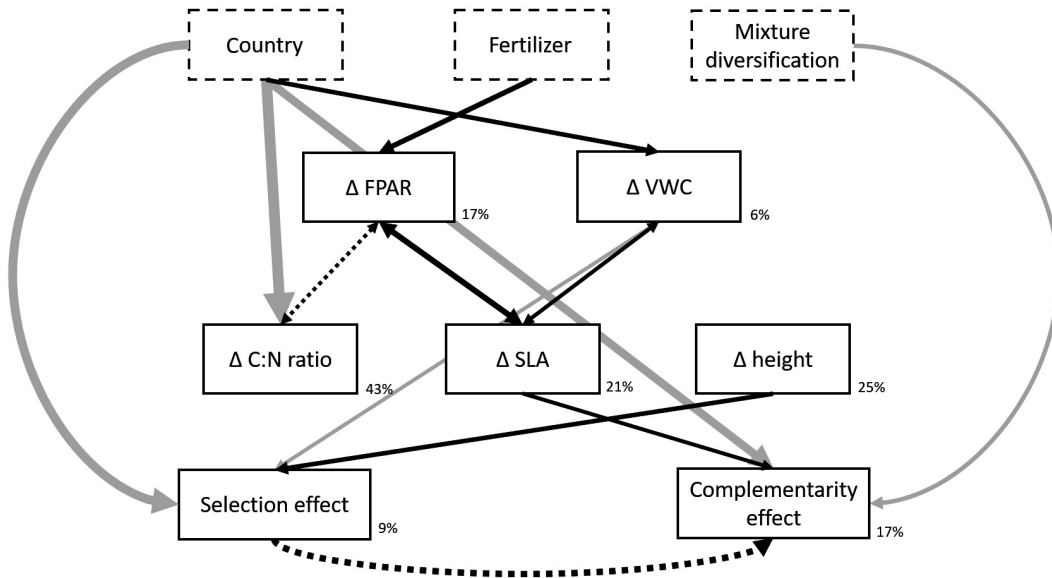 Country
Fertilizer
Mixture
diversification
Δ FPAR
17%
Δ VWC
6%
Δ C:N ratio
43%
Δ SLA
21%
Δ height
25%
Selection effect
9%
Complementarity
effect
17%